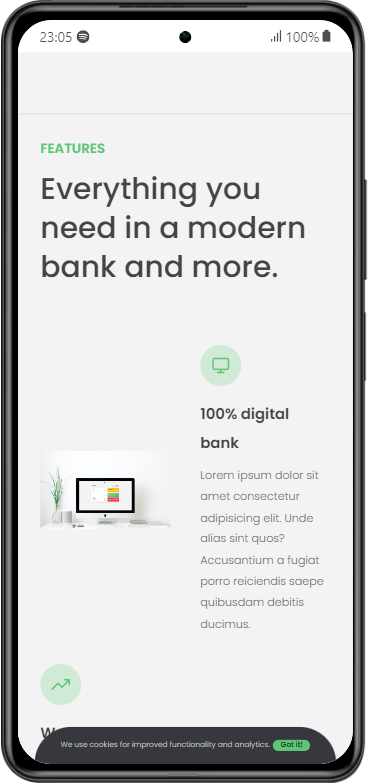 23:05 100%
FEATURES
Everything you
need in a modern
bank and more.
100% digital
bank
Lorem ipsum dolor sit
amet consectetur
adipisicing elit. Unde
alias sint quos?
Accusantium a fugiat
porro reiciendis saepe
quibusdam debitis
ducimus.
We use cookies for improved functionality and analytics. Got it!